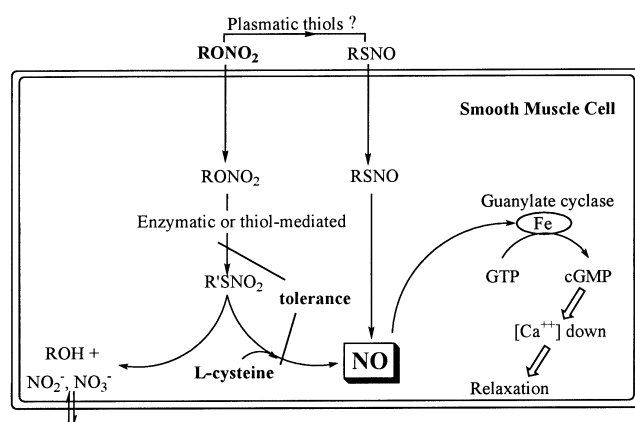 Plasmatic thiols ?
RONO₂ RSNO
Smooth Muscle Cell
RONO₂ RSNO
Guanylate cyclase
Enzymatic or thiol-mediated
Fe
R'SNO₂
GTP cGMP
tolerance
[Ca⁺⁺] down
ROH +
NO
L-cysteine
NO₂⁻, NO₃⁻
Relaxation